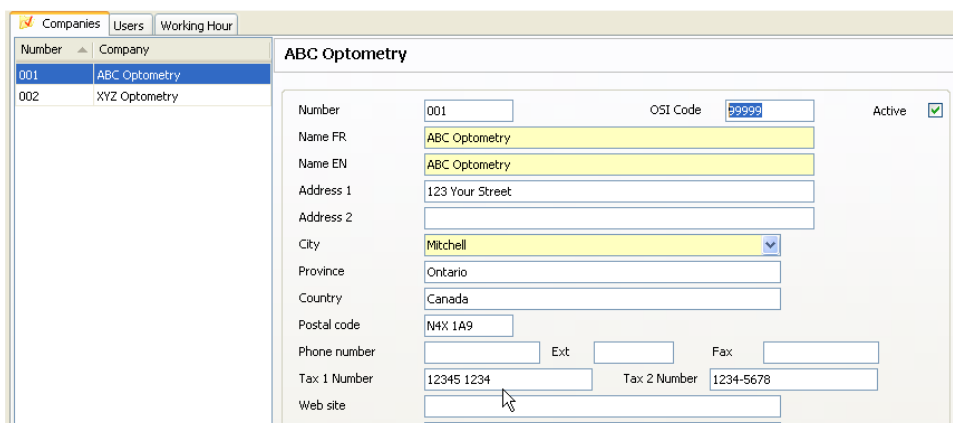 Companies Users Working Hour
Number Company
001 ABC Optometry
002 XYZ Optometry
ABC Optometry
Number 001 OSI Code 99999 Active
Name FR ABC Optometry
Name EN ABC Optometry
Address 1 123 Your Street
Address 2
City Mitchell
Province Ontario
Country Canada
Postal code N4X 1A9
Phone number Ext Fax
Tax 1 Number 12345 1234 Tax 2 Number 1234-5678
Web site